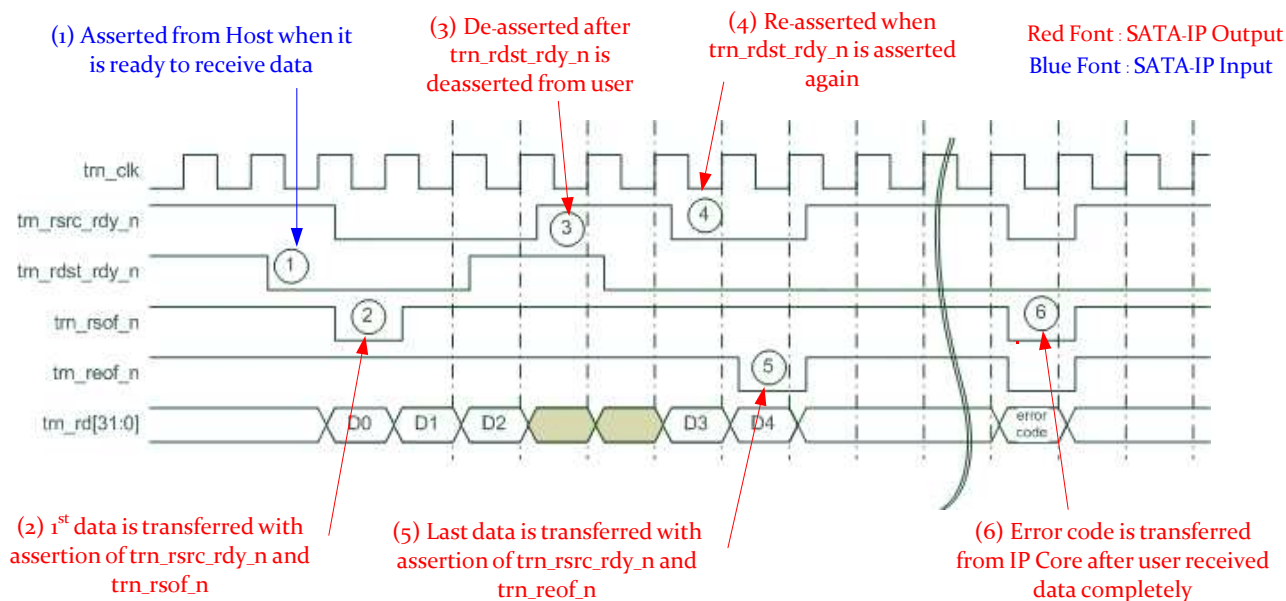 (1) Asserted from Host when it
is ready to receive data
(3) De-asserted after
trn_rdst_rdy_n is
deasserted from user
(4) Re-asserted when
trn_rdst_rdy_n is asserted
again
Red Font : SATA-IP Output
Blue Font : SATA-IP Input
trn_clk
trn_rsrc_rdy_n
3
4
trn_rdst_rdy_n
1
trn_rsof_n
2
6
trn_reof_n
5
trn_rd[31:0]
D0
D1
D2
D3
D4
error
code
(2) 1st data is transferred with
assertion of trn_rsrc_rdy_n and
trn_rsof_n
(5) Last data is transferred with
assertion of trn_rsrc_rdy_n and
trn_reof_n
(6) Error code is transferred
from IP Core after user received
data completely